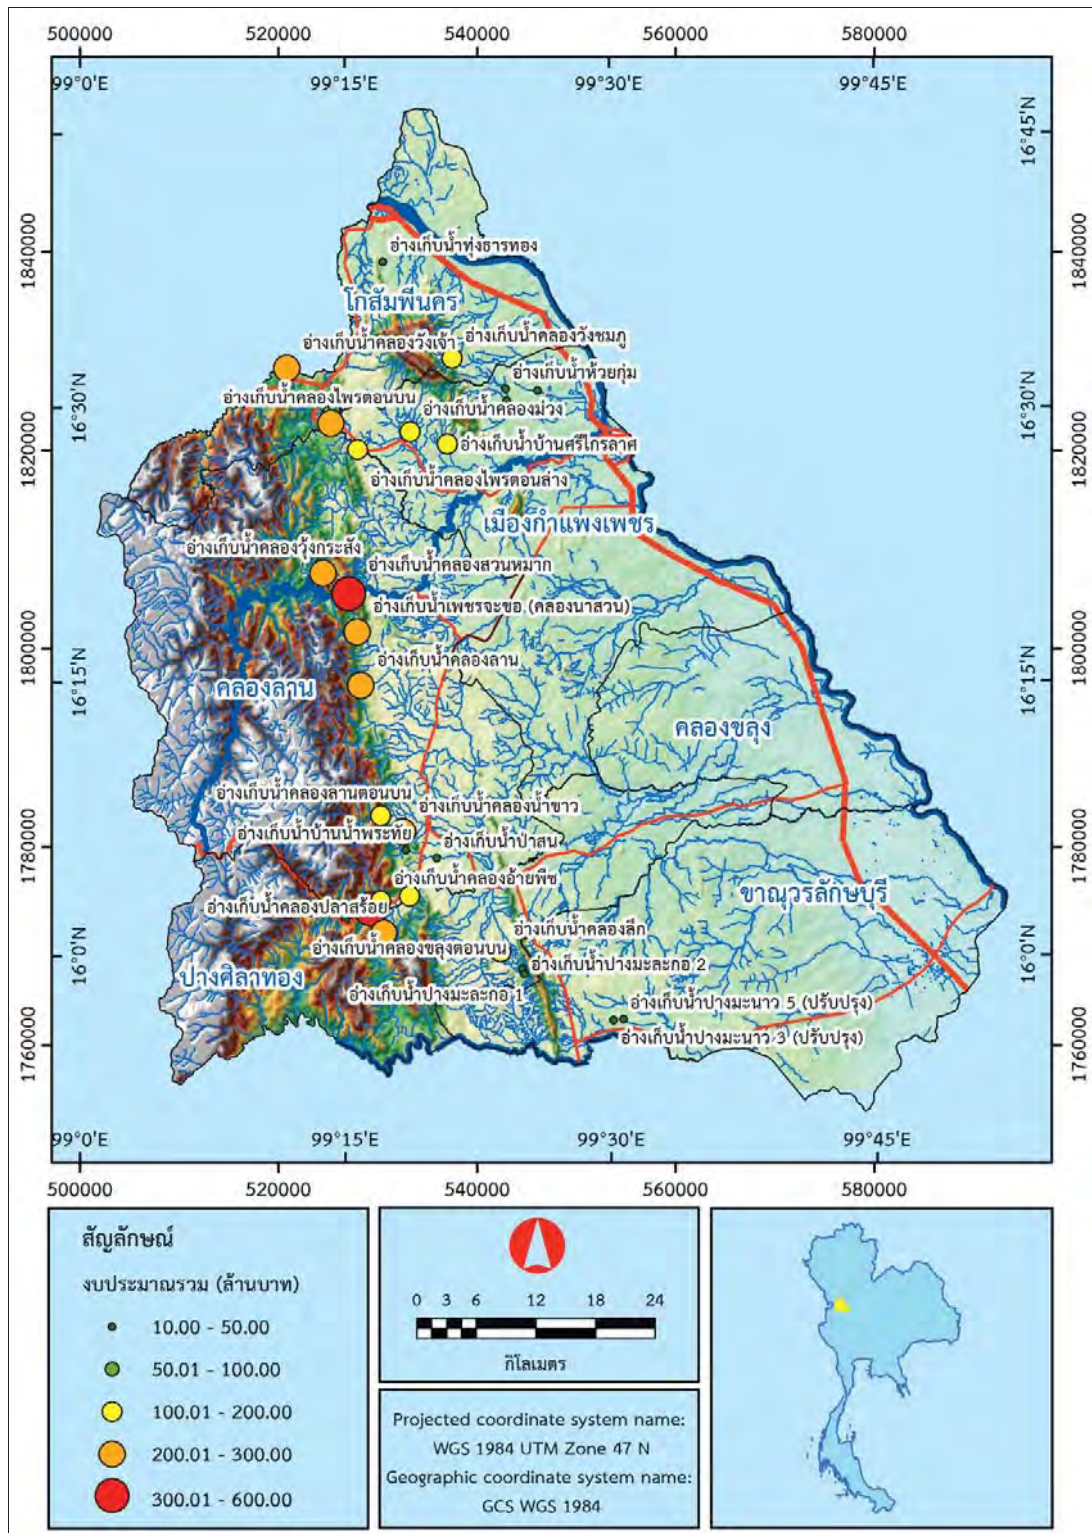 500000 520000 540000 560000 580000
99°0'E 99°15'E 99°30'E 99°45'E
16°45'N 16°45'N
1840000 1840000
อ่างเก็บน้ำทุ่งธารทอง
โกสัมพีนคร
อ่างเก็บน้ำคลองวังเจ้า
อ่างเก็บน้ำคลองวังชมภู
อ่างเก็บน้ำห้วยกุ่ม
16°30'N 16°30'N
อ่างเก็บน้ำคลองไพรตอนบน
อ่างเก็บน้ำคลองม่วง
อ่างเก็บน้ำบ้านศรีไกรลาศ
1820000 1820000
อ่างเก็บน้ำคลองไพรตอนล่าง
เมืองกำแพงเพชร
อ่างเก็บน้ำคลองวุ้งกระสัง
อ่างเก็บน้ำคลองสวนหมาก
อ่างเก็บน้ำเพชรจะขอ (คลองนาสวน)
1800000 1800000
อ่างเก็บน้ำคลองลาน
16°15'N 16°15'N
คลองลาน
คลองขลุง
อ่างเก็บน้ำคลองลานตอนบน
อ่างเก็บน้ำคลองน้ำขาว
อ่างเก็บน้ำบ้านน้ำพระทัย
อ่างเก็บน้ำป่าสน
1780000 1780000
อ่างเก็บน้ำคลองอ้ายพืช
ขาณุวรลักษบุรี
อ่างเก็บน้ำคลองปลาสร้อย
อ่างเก็บน้ำคลองลึก
อ่างเก็บน้ำคลองขลุงตอนบน
16°0'N 16°0'N
อ่างเก็บน้ำปางมะละกอ 2
ปางศิลาทอง
อ่างเก็บน้ำปางมะละกอ 1
อ่างเก็บน้ำปางมะนาว 5 (ปรับปรุง)
อ่างเก็บน้ำปางมะนาว 3 (ปรับปรุง)
1760000 1760000
99°0'E 99°15'E 99°30'E 99°45'E
500000 520000 540000 560000 580000
สัญลักษณ์
งบประมาณรวม (ล้านบาท)
10.00 - 50.00
50.01 - 100.00
100.01 - 200.00
200.01 - 300.00
300.01 - 600.00
0 3 6 12 18 24
กิโลเมตร
Projected coordinate system name:
WGS 1984 UTM Zone 47 N
Geographic coordinate system name:
GCS WGS 1984